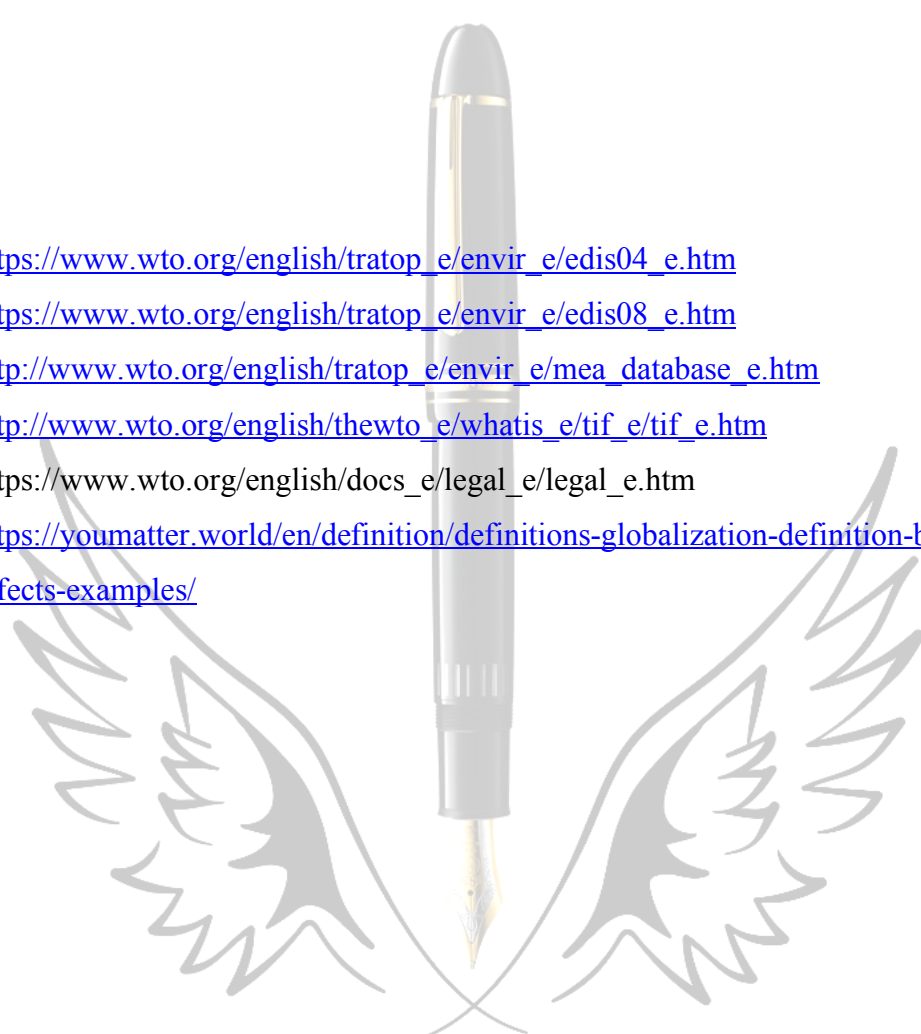 tps://www.wto.org/english/tratop_e/envir_e/edis04_e.htm
tps://www.wto.org/english/tratop_e/envir_e/edis08_e.htm
tp://www.wto.org/english/tratop_e/envir_e/mea_database_e.htm
tp://www.wto.org/english/thewto_e/whatis_e/tif_e/tif_e.htm
tps://www.wto.org/english/docs_e/legal_e/legal_e.htm
tps://youmatter.world/en/definition/definitions-globalization-definition-b
fects-examples/